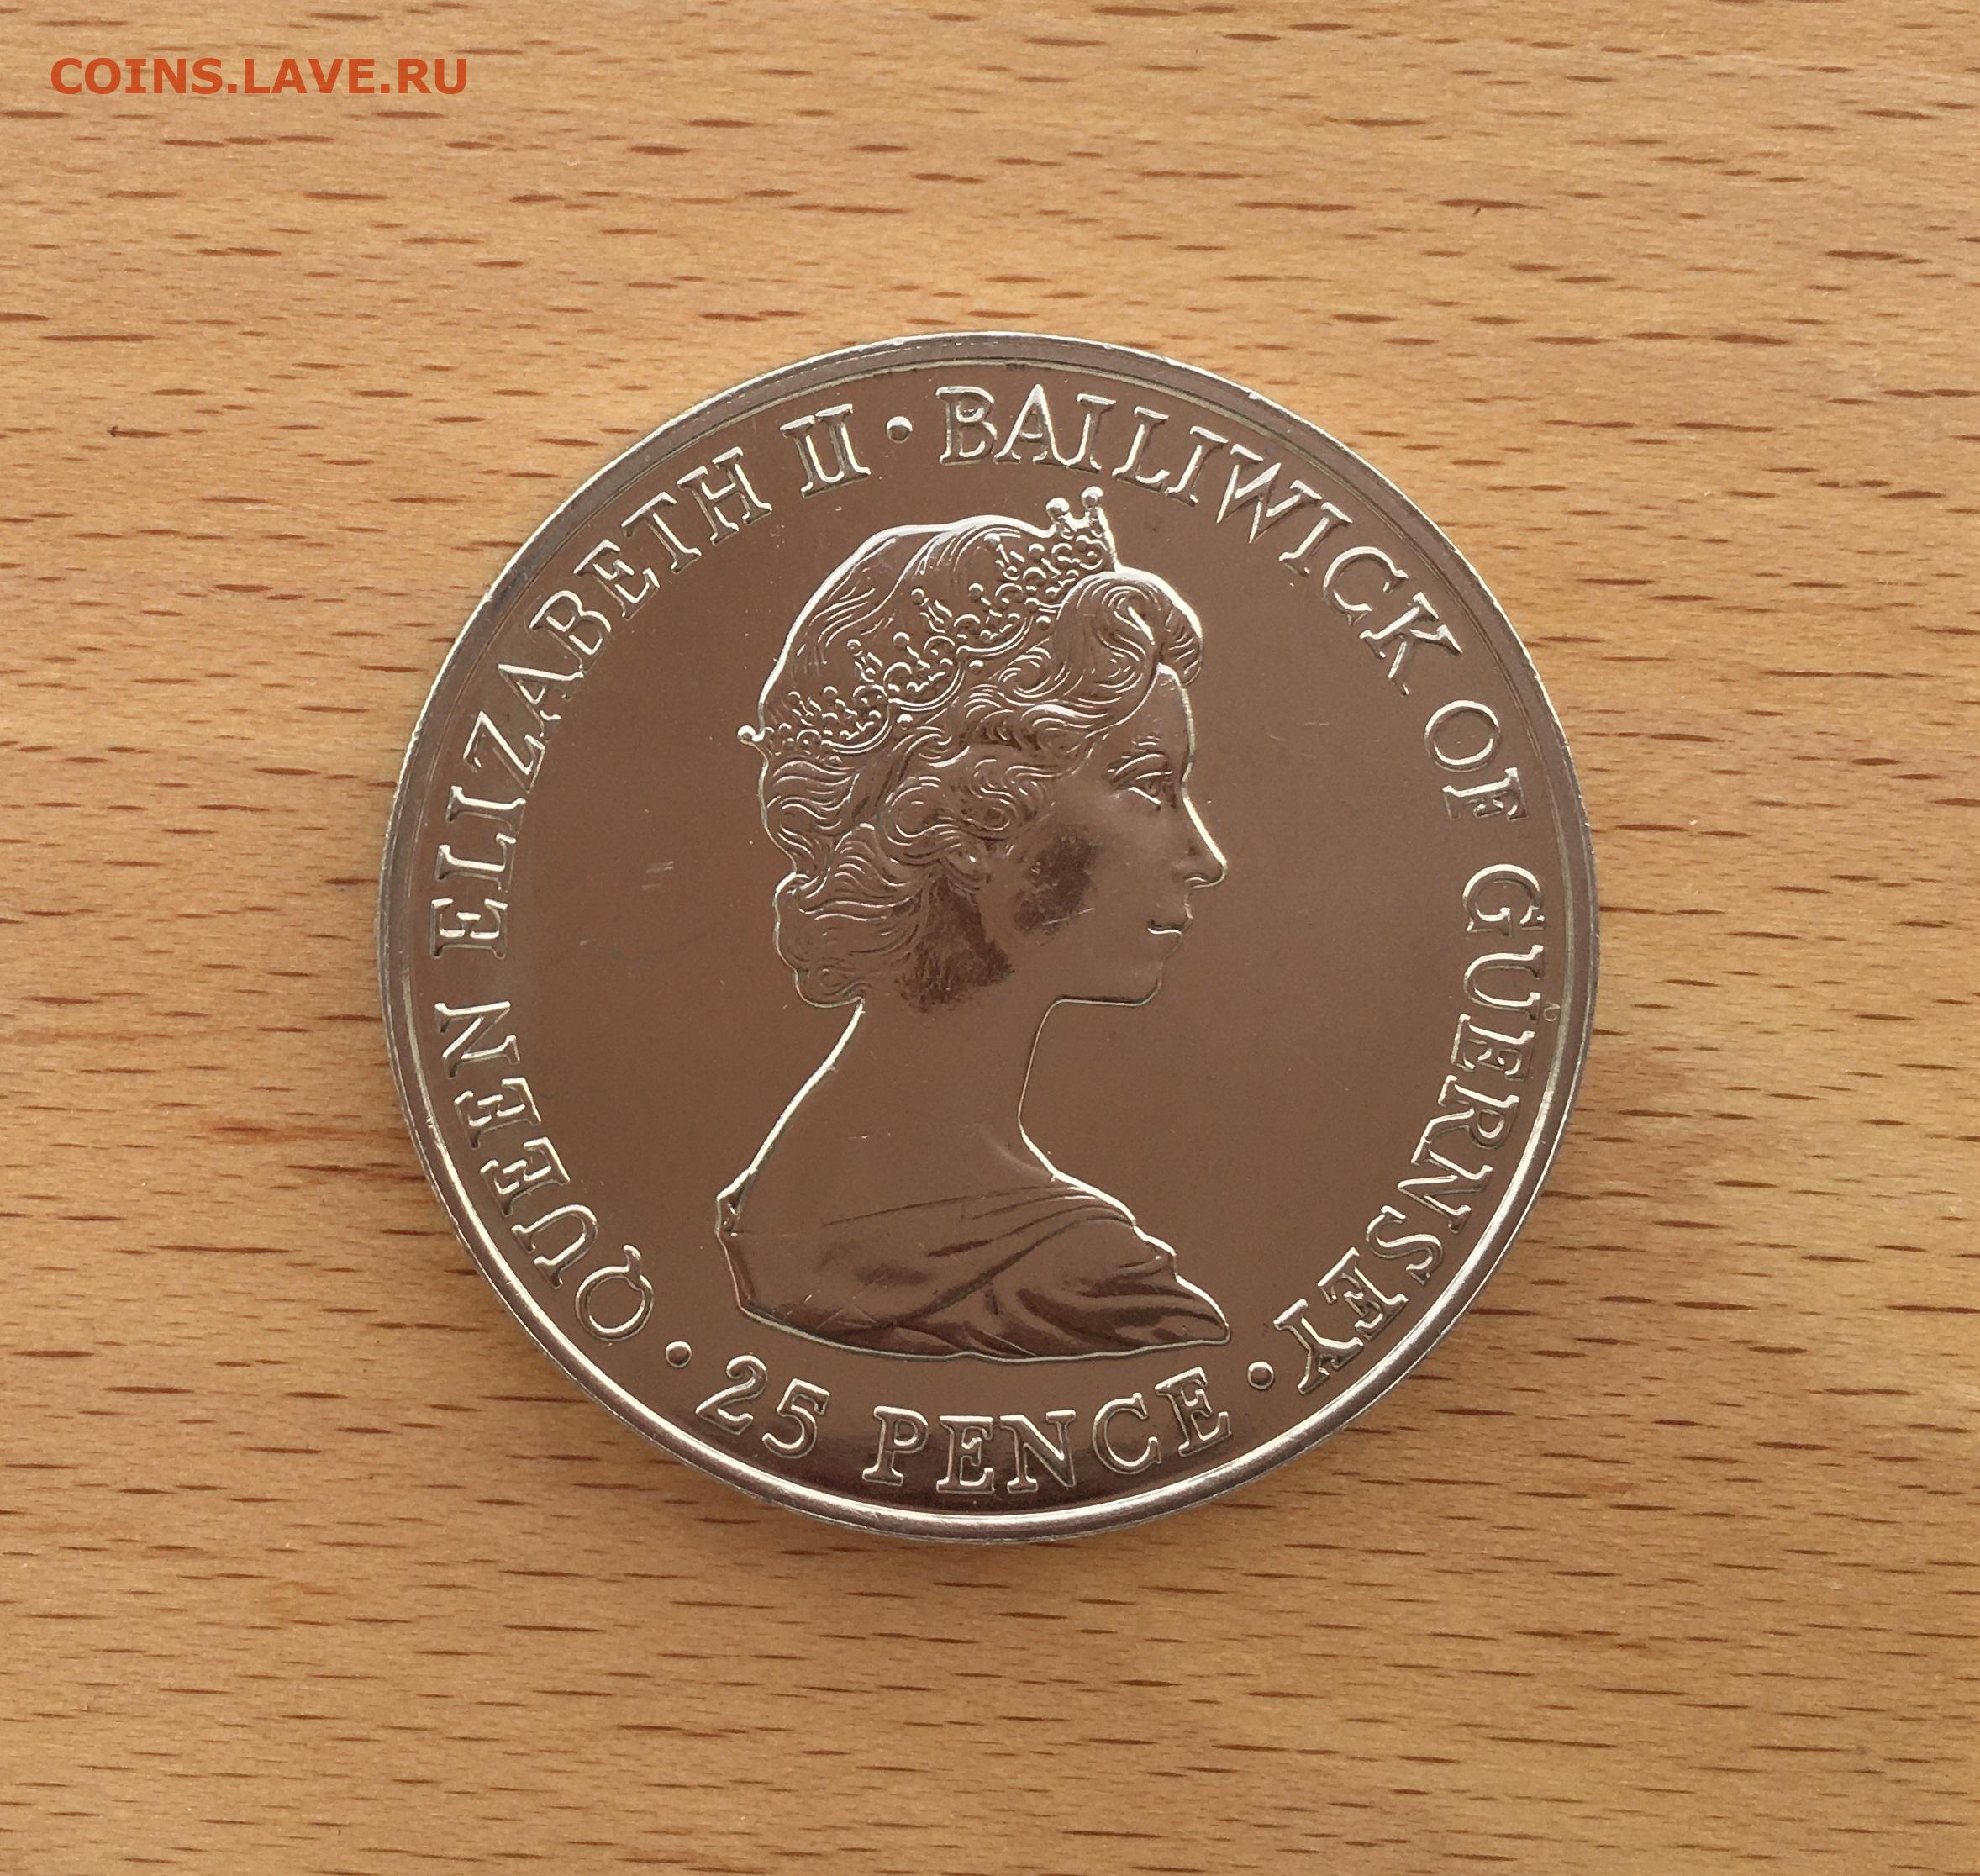 COINS.LAVE.RU
QUEEN ELIZABETH II · BAILIWICK OF GUERNSEY ·
25 PENCE ·